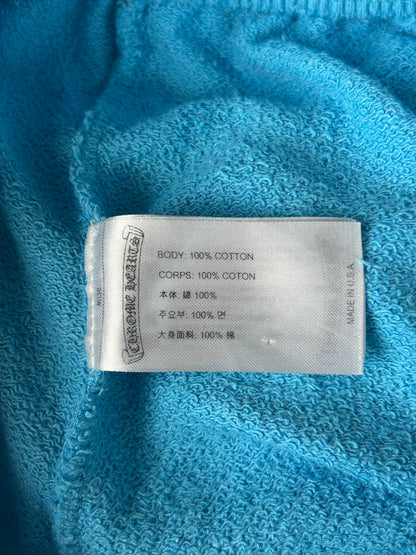 CHROME HEARTS
BODY: 100% COTTON
CORPS: 100% COTON
本体: 綿 100%
주요부: 100% 면
大身面料: 100% 棉
MADE IN U.S.A.